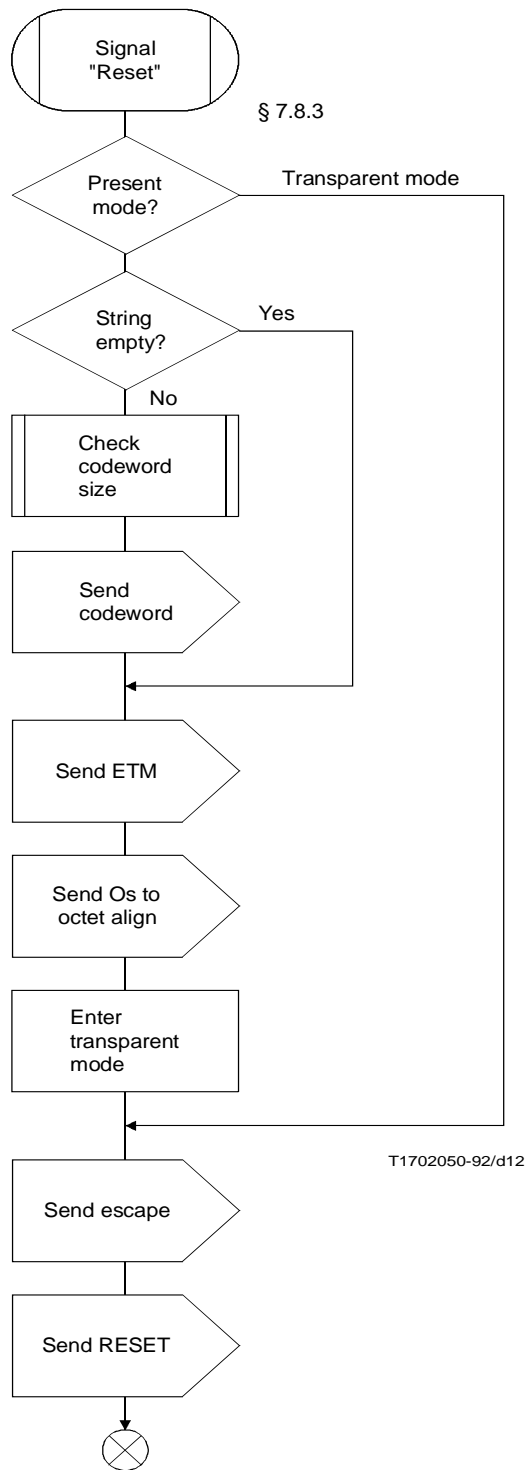 Signal
"Reset"
§ 7.8.3
Present
mode?
Transparent mode
String
empty?
Yes
No
Check
codeword
size
Send
codeword
Send ETM
Send Os to
octet align
Enter
transparent
mode
T1702050-92/d12
Send escape
Send RESET